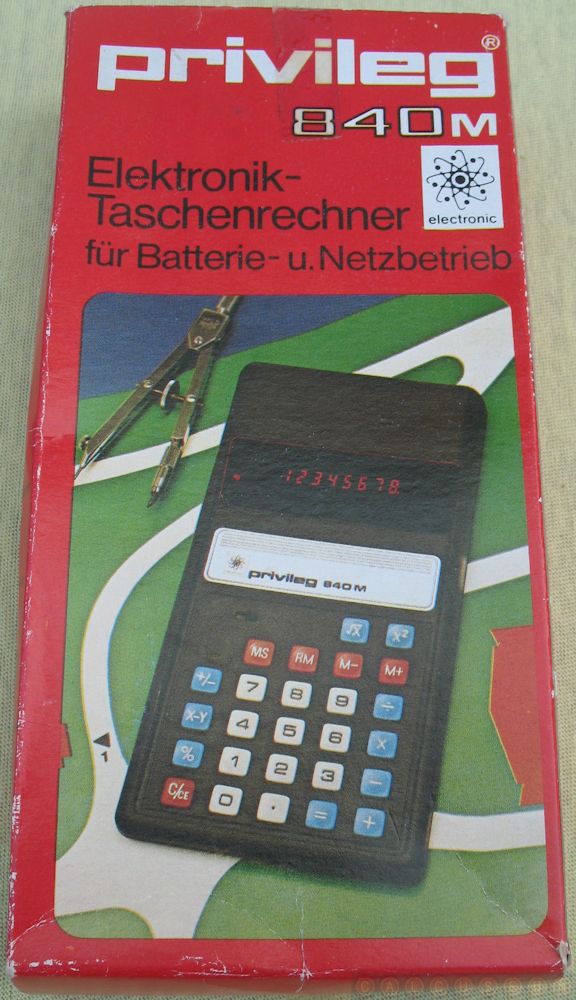 privileg®
840M
Elektronik-
Taschenrechner
electronic
für Batterie- u. Netzbetrieb
12345678.
privileg 840M
√x x²
MS RM M- M+
+/- 7 8 9 ÷
X-Y 4 5 6 x
% 1 2 3 -
C/CE 0 . = +
1